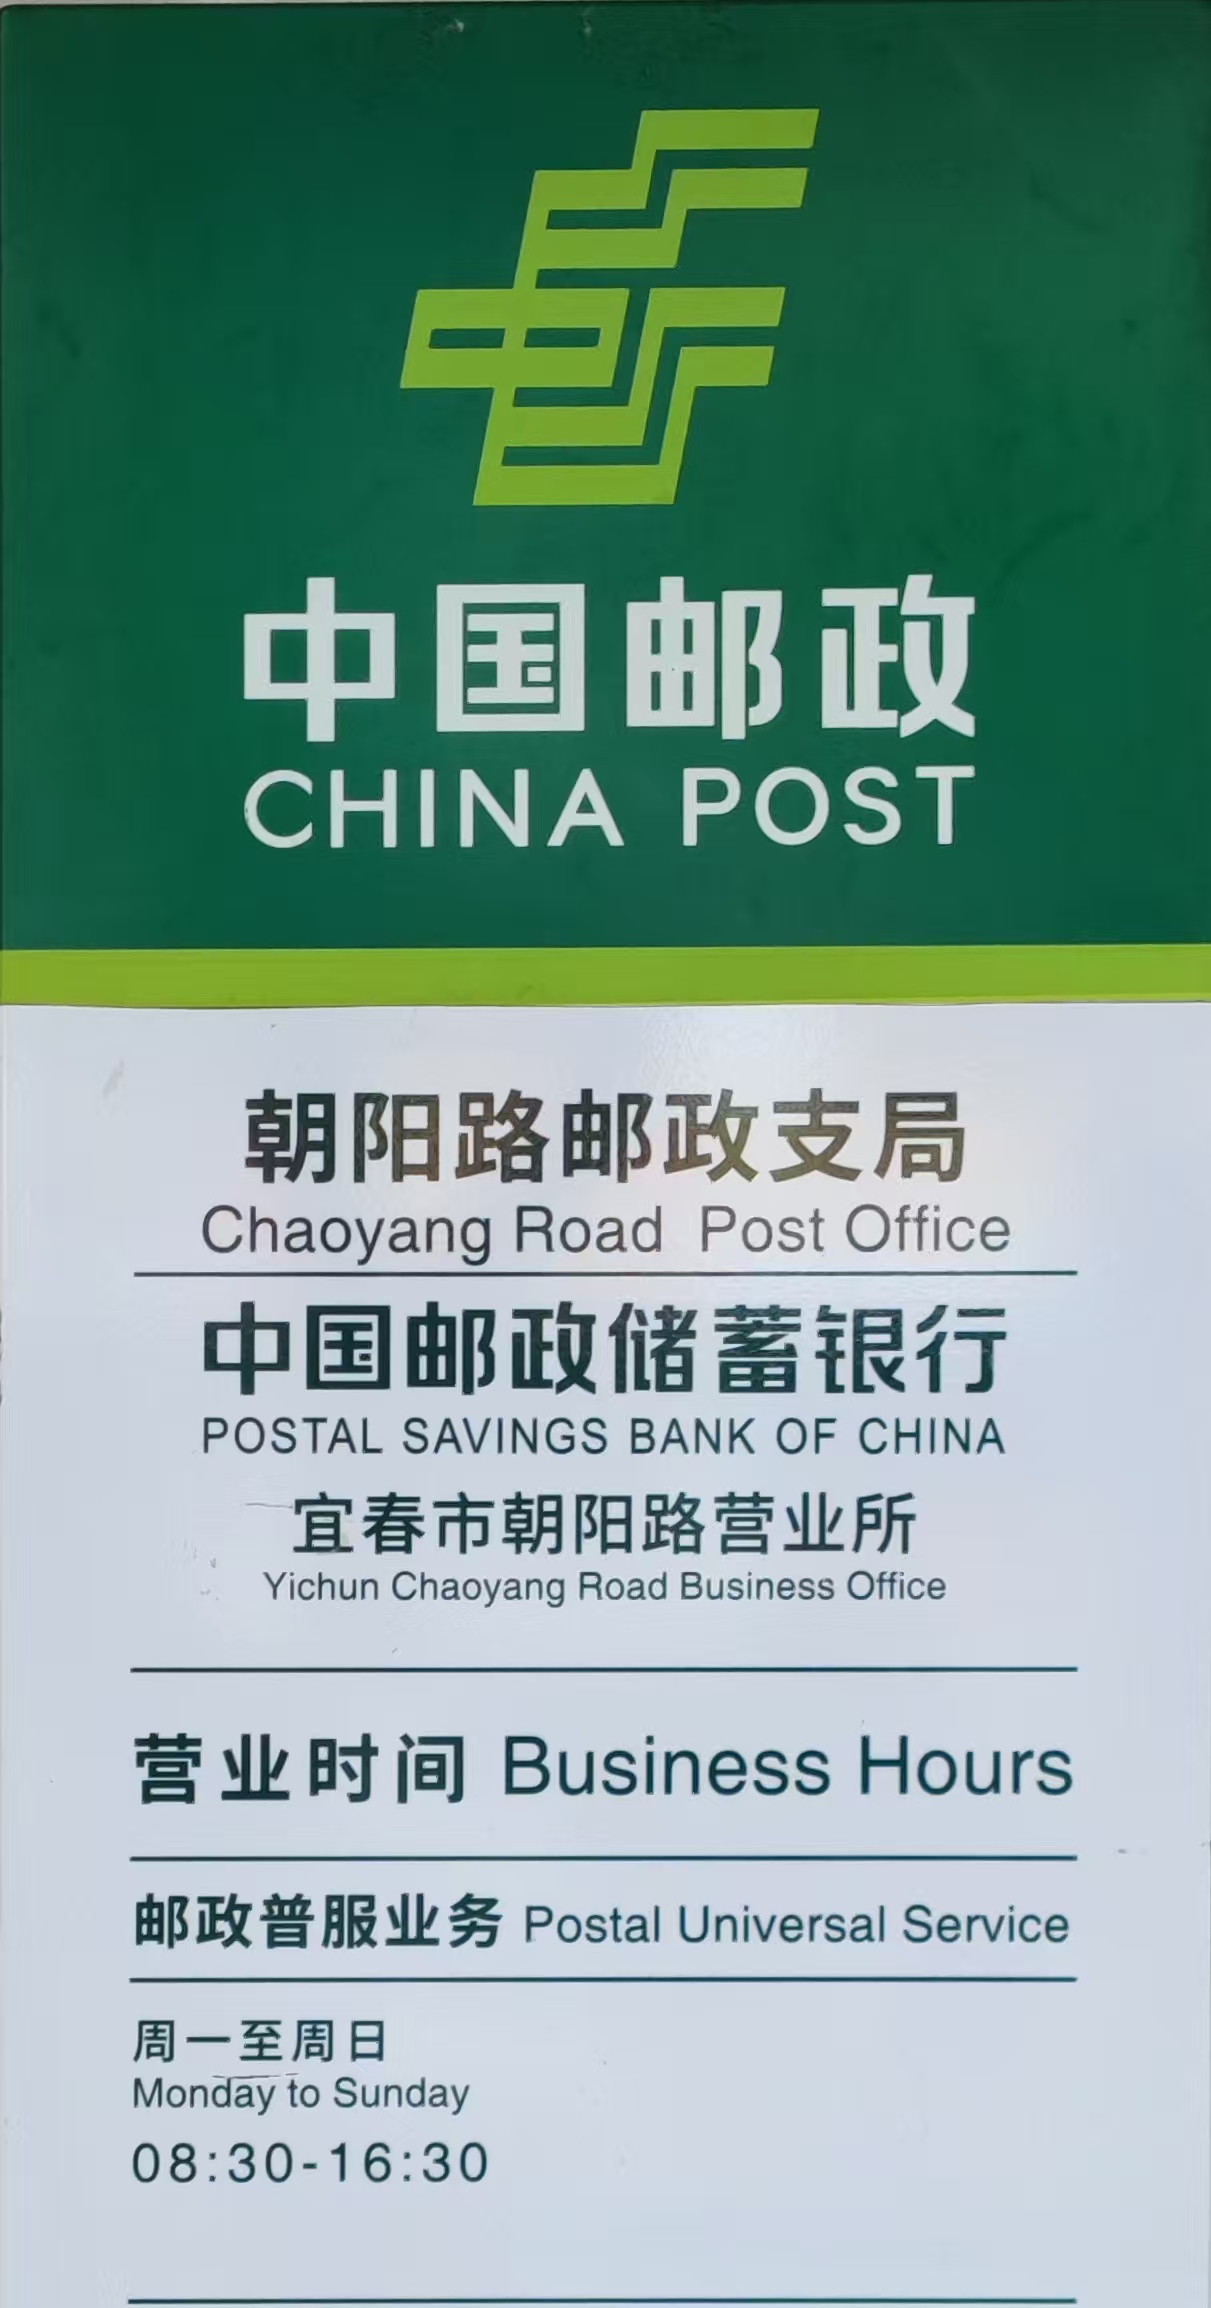 中国邮政
CHINA POST
朝阳路邮政支局
Chaoyang Road Post Office
中国邮政储蓄银行
POSTAL SAVINGS BANK OF CHINA
宜春市朝阳路营业所
Yichun Chaoyang Road Business Office
营业时间 Business Hours
邮政普服业务 Postal Universal Service
周一至周日
Monday to Sunday
08:30-16:30